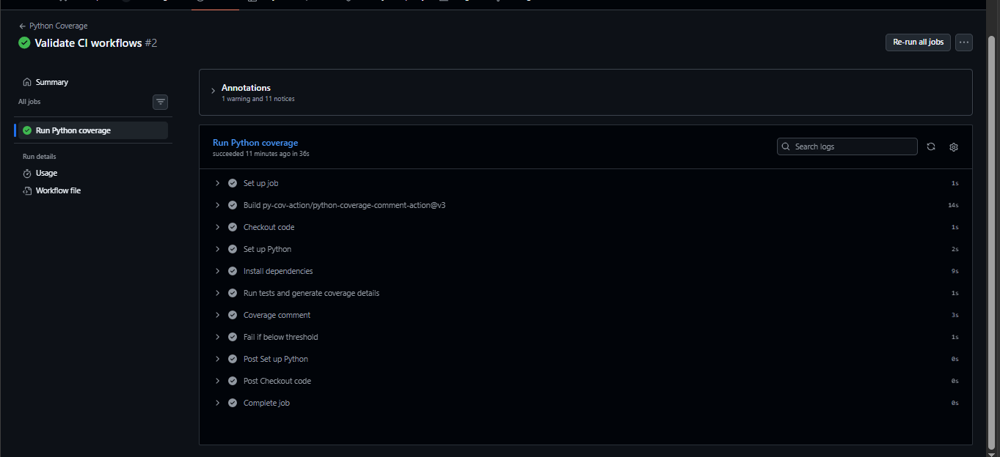 Python Coverage
Validate CI workflows #2
Re-run all jobs
Summary
All jobs
Run Python coverage
Run details
Usage
Workflow file
Annotations
1 warning and 11 notices
Run Python coverage
succeeded 11 minutes ago in 36s
Search logs
Set up job 1s
Build py-cov-action/python-coverage-comment-action@v3 14s
Checkout code 1s
Set up Python 2s
Install dependencies 9s
Run tests and generate coverage details 1s
Coverage comment 3s
Fail if below threshold 1s
Post Set up Python 0s
Post Checkout code 0s
Complete job 0s